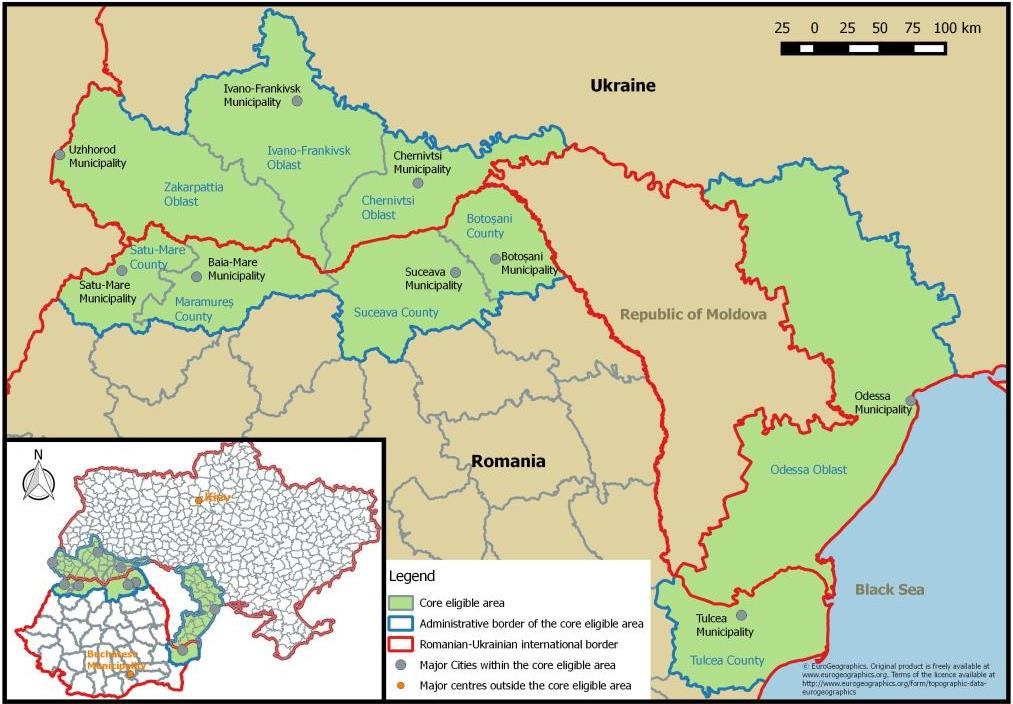 25 0 25 50 75 100 km
Ukraine
Ivano-Frankivsk
Municipality
Uzhhorod
Municipality
Ivano-Frankivsk
Oblast
Chernivtsi
Municipality
Zakarpattia
Oblast
Chernivtsi
Oblast
Botoșani
County
Satu-Mare
County
Baia-Mare
Municipality
Botoșani
Municipality
Suceava
Municipality
Satu-Mare
Municipality
Maramureș
County
Suceava County
Republic of Moldova
Odessa
Municipality
Romania
Odessa Oblast
N
Kiev
Bucharest
Municipality
Legend
Core eligible area
Administrative border of the core eligible area
Romanian-Ukrainian international border
Major Cities within the core eligible area
Major centres outside the core eligible area
Black Sea
Tulcea
Municipality
Tulcea County
© EuroGeographics. Original product is freely available at
www.eurogeographics.org. Terms of the licence available at
http://www.eurogeographics.org/form/topographic-data-
eurogeographics